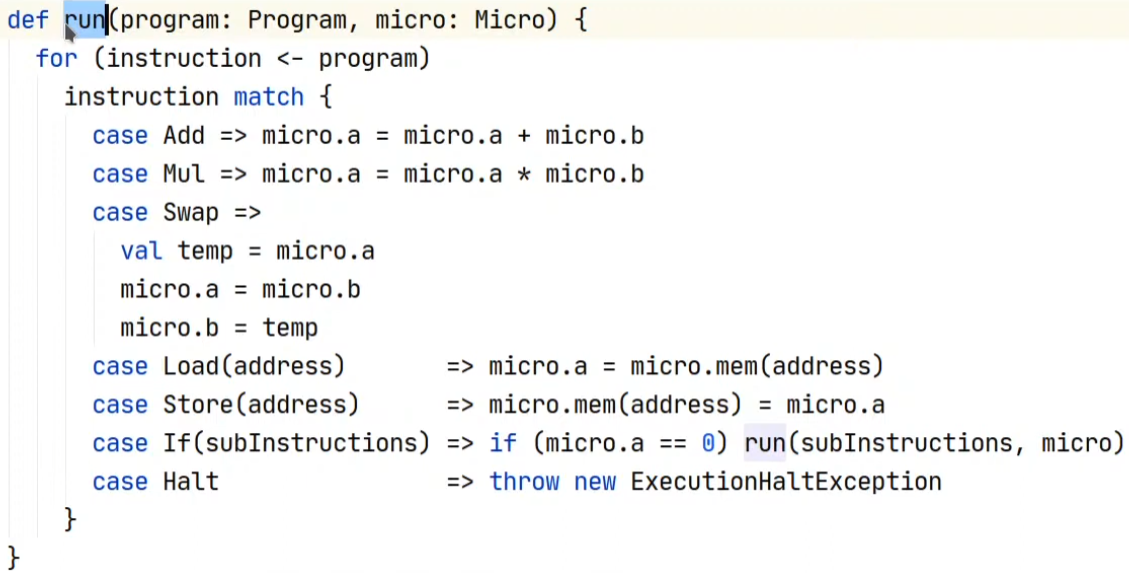 def run(program: Program, micro: Micro) {
for (instruction <- program)
instruction match {
case Add => micro.a = micro.a + micro.b
case Mul => micro.a = micro.a * micro.b
case Swap =>
val temp = micro.a
micro.a = micro.b
micro.b = temp
case Load(address) => micro.a = micro.mem(address)
case Store(address) => micro.mem(address) = micro.a
case If(subInstructions) => if (micro.a == 0) run(subInstructions, micro)
case Halt => throw new ExecutionHaltException
}
}